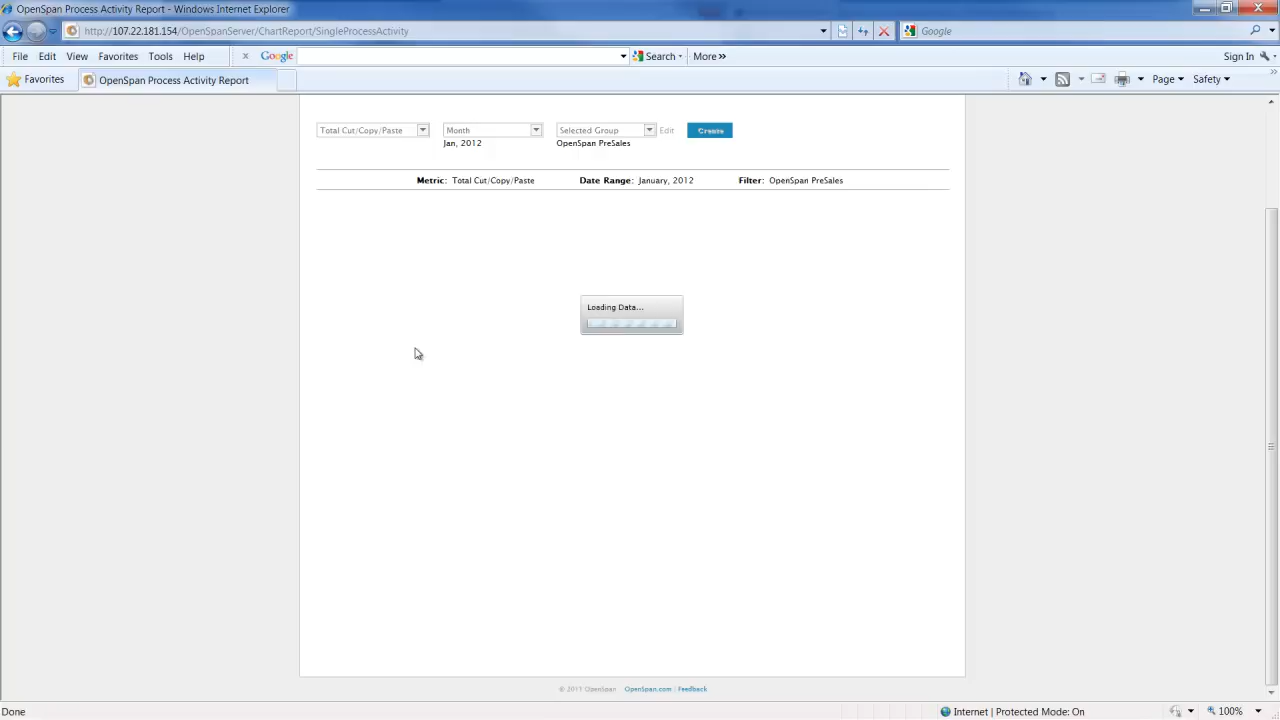 OpenSpan Process Activity Report - Windows Internet Explorer
http://107.22.181.154/OpenSpanServer/ChartReport/SingleProcessActivity
Google
File Edit View Favorites Tools Help x Google Search More »
Sign In
Favorites OpenSpan Process Activity Report
Page Safety »
Total Cut/Copy/Paste Month Selected Group Edit Create
Jan, 2012 OpenSpan PreSales
Metric: Total Cut/Copy/Paste Date Range: January, 2012 Filter: OpenSpan PreSales
Loading Data...
© 2011 OpenSpan OpenSpan.com | Feedback
Done Internet | Protected Mode: On 100%